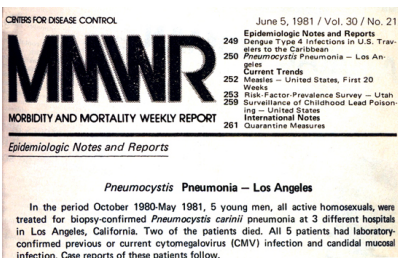 CENTERS FOR DISEASE CONTROL
June 5, 1981 / Vol. 30 / No. 21
MMWR
MORBIDITY AND MORTALITY WEEKLY REPORT
Epidemiologic Notes and Reports
249 Dengue Type 4 Infections in U.S. Trav-
elers to the Caribbean
250 Pneumocystis Pneumonia — Los An-
geles
Current Trends
252 Measles — United States, First 20
Weeks
253 Risk-Factor-Prevalence Survey — Utah
259 Surveillance of Childhood Lead Poison-
ing — United States
International Notes
261 Quarantine Measures
Epidemiologic Notes and Reports
Pneumocystis Pneumonia — Los Angeles
In the period October 1980-May 1981, 5 young men, all active homosexuals, were
treated for biopsy-confirmed Pneumocystis carinii pneumonia at 3 different hospitals
in Los Angeles, California. Two of the patients died. All 5 patients had laboratory-
confirmed previous or current cytomegalovirus (CMV) infection and candidal mucosal
infection. Case reports of these patients follow.